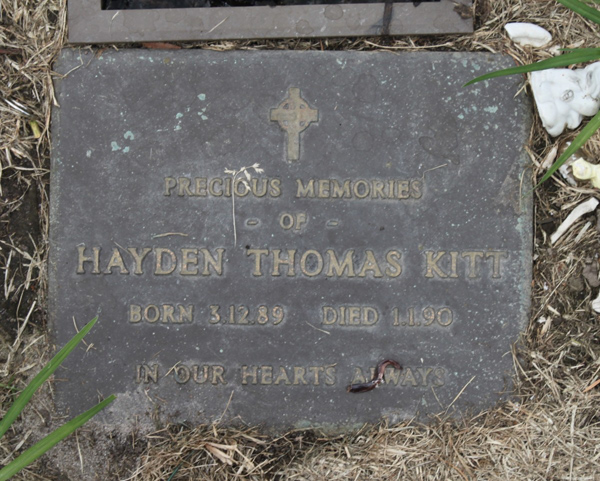 PRECIOUS MEMORIES
- OF -
HAYDEN THOMAS KITT
BORN 3.12.89 DIED 1.1.90
IN OUR HEARTS ALWAYS